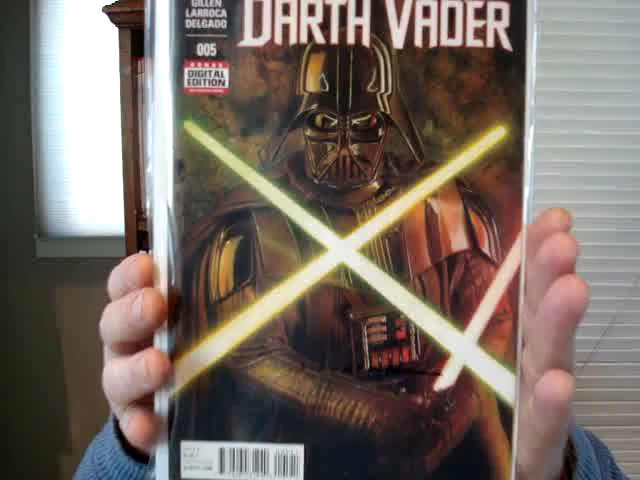 GILLEN
LARROCA
DELGADO
DARTH VADER
005
DIGITAL
EDITION